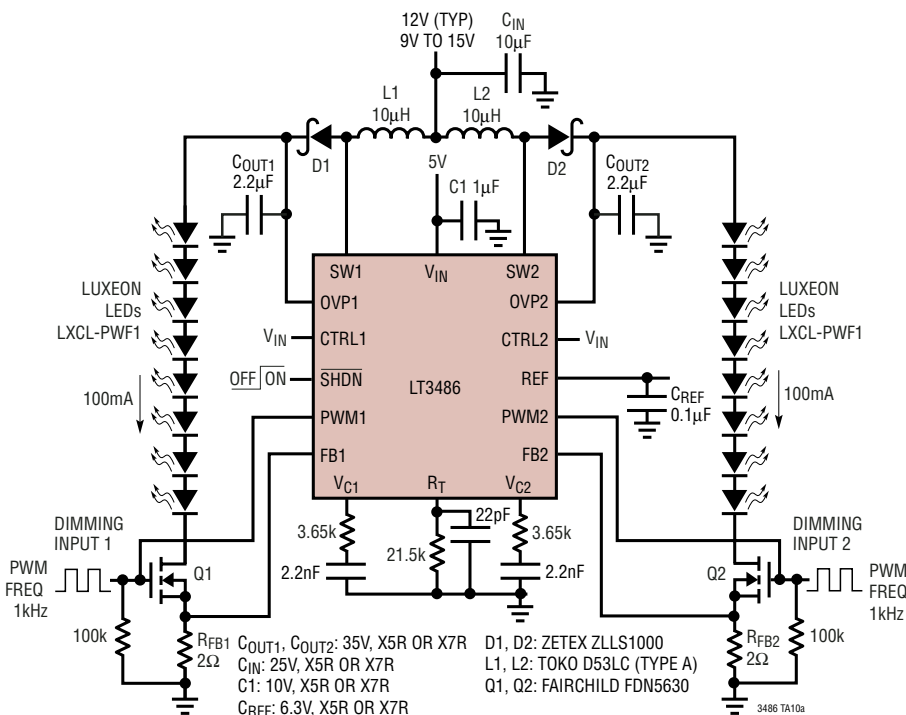 12V (TYP)
9V TO 15V
CIN
10µF
L1
10µH
L2
10µH
D1
5V
D2
COUT1
2.2µF
C1 1µF
COUT2
2.2µF
SW1
VIN
SW2
OVP1
OVP2
LUXEON
LEDs
LXCL-PWF1
LUXEON
LEDs
LXCL-PWF1
VIN
CTRL1
CTRL2
VIN
OFF ON
SHDN
LT3486
REF
CREF
0.1µF
100mA
100mA
PWM1
PWM2
FB1
FB2
VC1
RT
VC2
3.65k
22pF
3.65k
21.5k
2.2nF
2.2nF
DIMMING
INPUT 1
DIMMING
INPUT 2
PWM
FREQ
1kHz
Q1
Q2
PWM
FREQ
1kHz
100k
RFB1
2Ω
RFB2
2Ω
100k
COUT1, COUT2: 35V, X5R OR X7R
CIN: 25V, X5R OR X7R
C1: 10V, X5R OR X7R
CREF: 6.3V, X5R OR X7R
D1, D2: ZETEX ZLLS1000
L1, L2: TOKO D53LC (TYPE A)
Q1, Q2: FAIRCHILD FDN5630
3486 TA10a